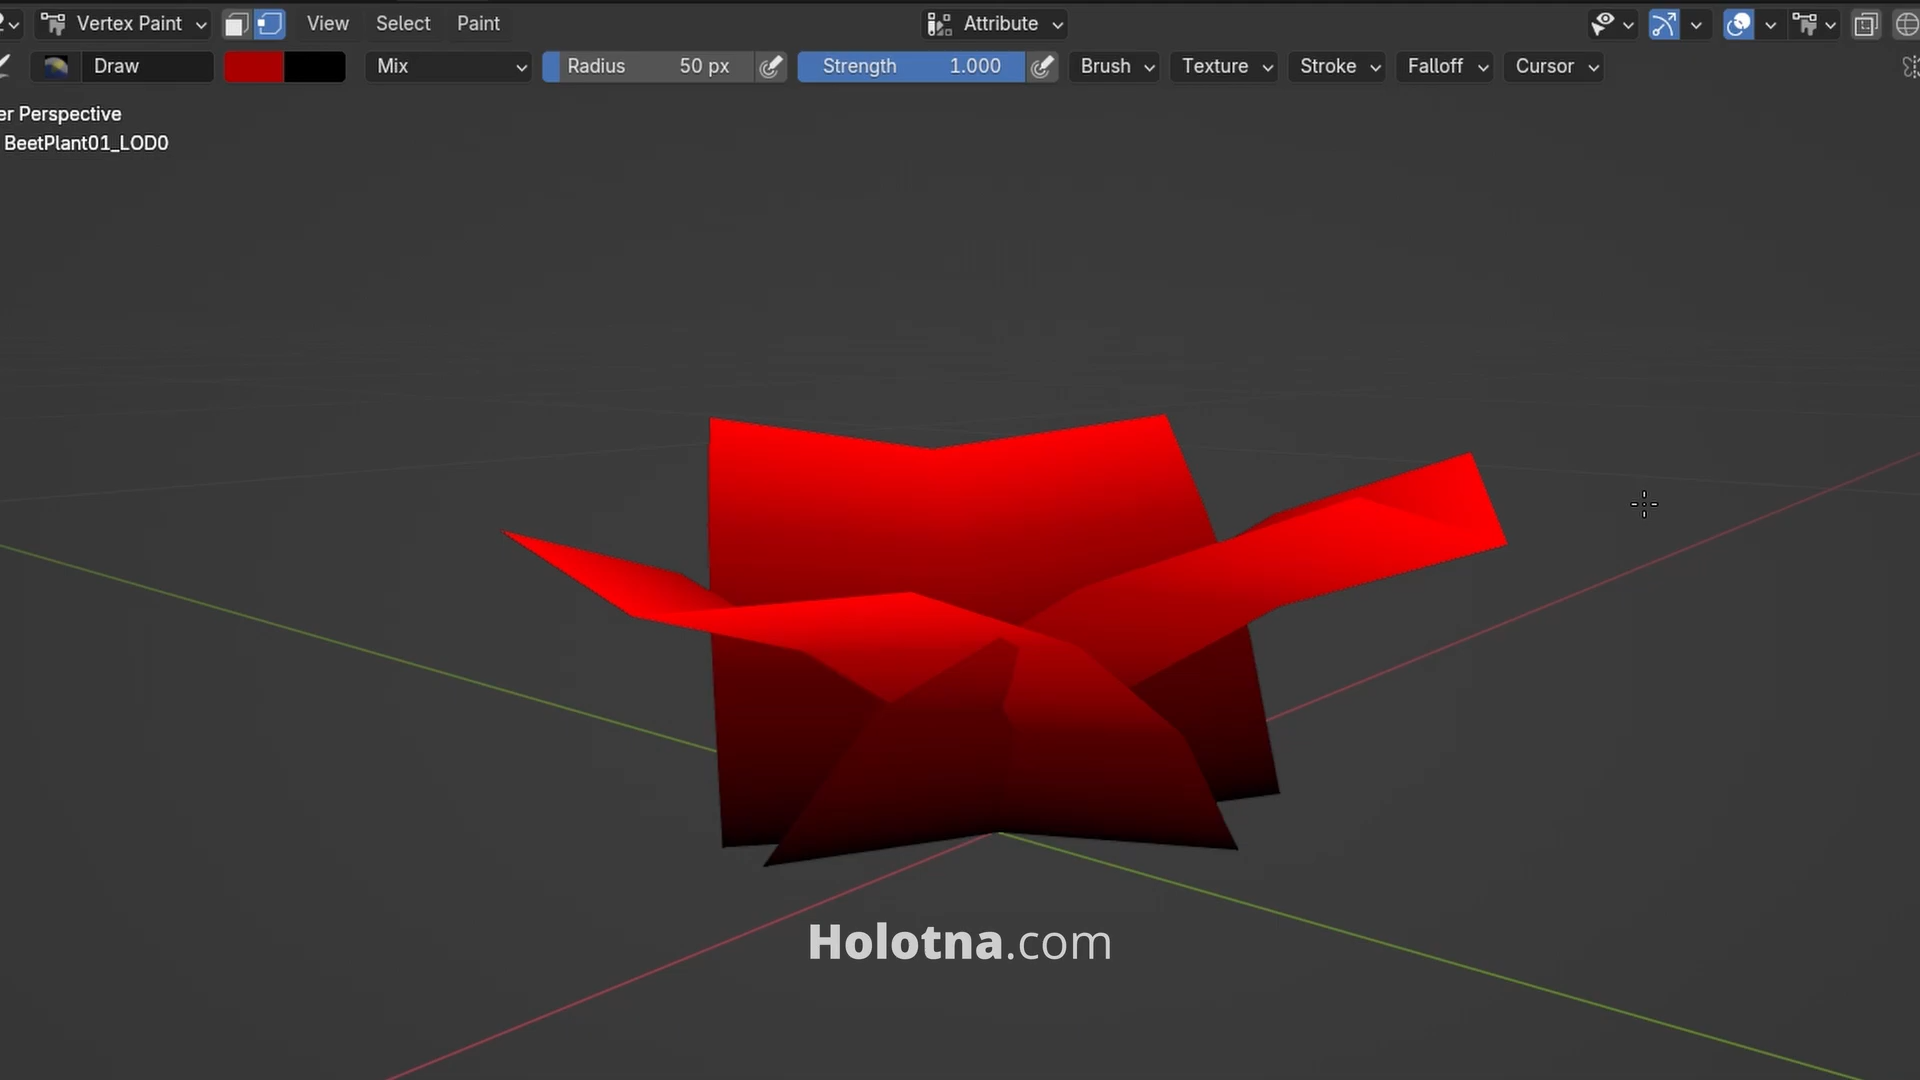 Vertex Paint View Select Paint Attribute
Draw Mix Radius 50 px Strength 1.000 Brush Texture Stroke Falloff Cursor
er Perspective
BeetPlant01_LOD0
Holotna.com